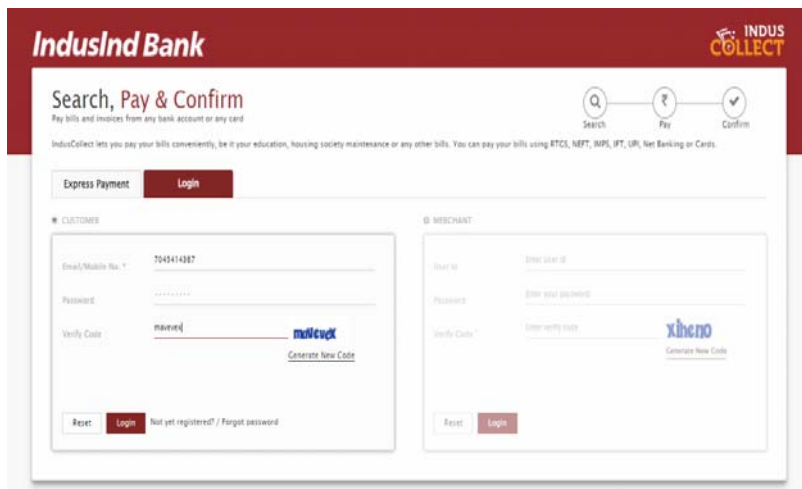 IndusInd Bank
INDUS
COLLECT
Search, Pay & Confirm
Pay bills and invoices from any bank account or any card
Search
Pay
Confirm
IndusCollect lets you pay your bills conveniently, be it your education, housing society maintenance or any other bills. You can pay your bills using RTGS, NEFT, IMPS, IFT, UPI, Net Banking or Cards.
Express Payment
Login
CUSTOMER
Email/Mobile No. *
7045414387
Password
Verify Code
mavevex
mavevex
Generate New Code
Reset
Login
Not yet registered? / Forgot password
MERCHANT
User Id
Enter user ID
Password
Enter your password
Verify Code *
Enter verify code
xiheno
Generate New Code
Reset
Login